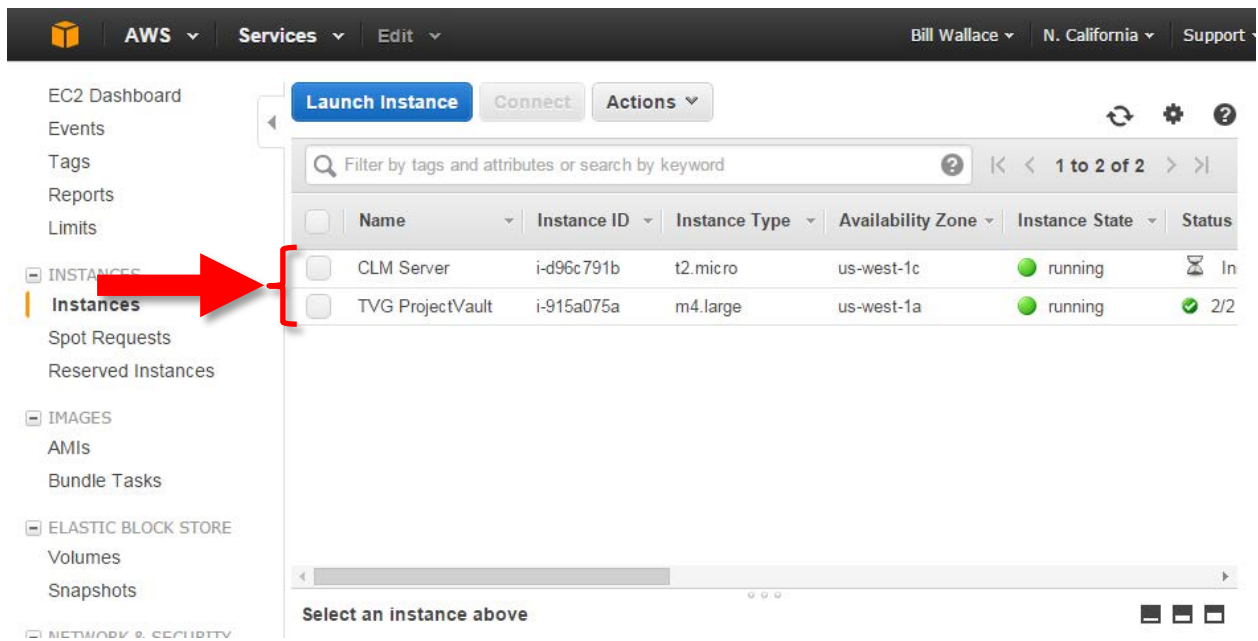 AWS Services Edit Bill Wallace N. California Support
EC2 Dashboard
Events
Tags
Reports
Limits
INSTANCES
Instances
Spot Requests
Reserved Instances
IMAGES
AMIs
Bundle Tasks
ELASTIC BLOCK STORE
Volumes
Snapshots
NETWORK & SECURITY
Launch Instance Connect Actions
Filter by tags and attributes or search by keyword 1 to 2 of 2
Name Instance ID Instance Type Availability Zone Instance State Status
CLM Server i-d96c791b t2.micro us-west-1c running In
TVG ProjectVault i-915a075a m4.large us-west-1a running 2/2
Select an instance above